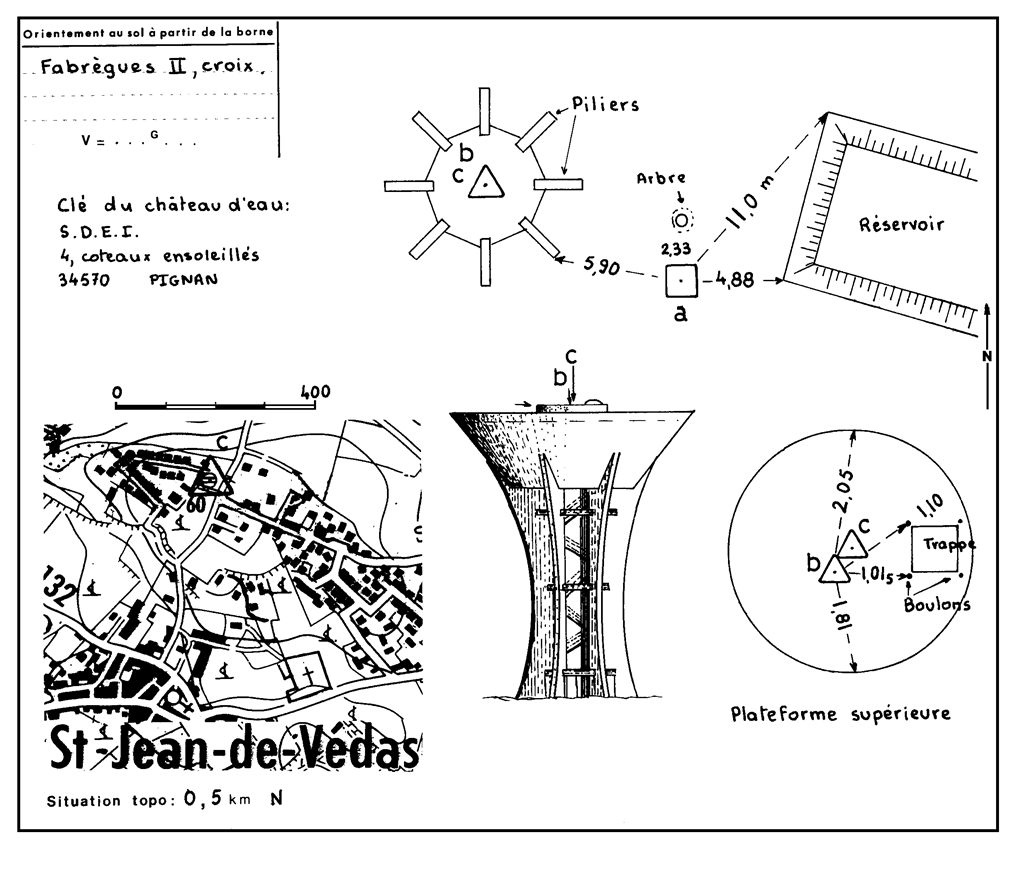 Orientement au sol à partir de la borne
Fabrègues II, croix.
V = . . . G . . .
Clé du château d'eau:
S.D.E.I.
4, coteaux ensoleillés
34570 PIGNAN
Piliers
b
c
Arbre
2,33
11,0 m
5,90
4,88
a
Réservoir
N
0 400
c
60
132
St-Jean-de-Vedas
Situation topo: 0,5 km N
c
b
2,05
1,10
c
b
Trappe
1,015
Boulons
1,81
Plateforme supérieure